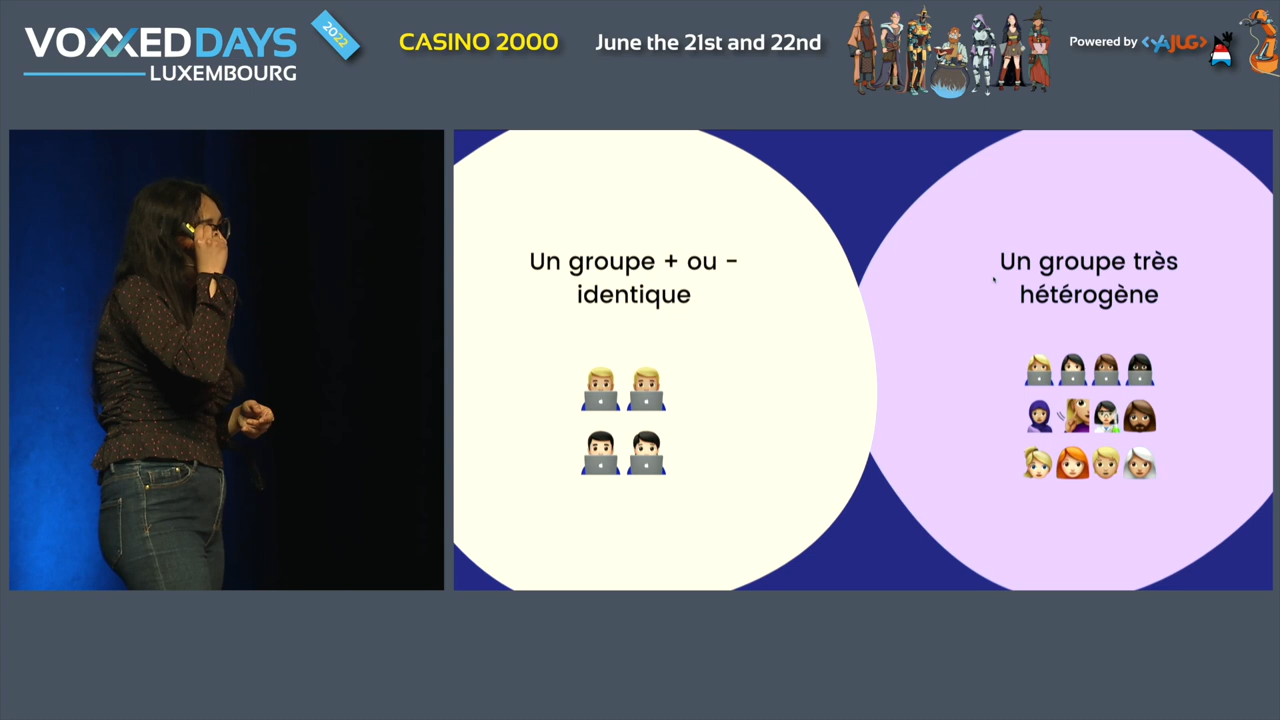 VOXXED DAYS
LUXEMBOURG
2022
CASINO 2000
June the 21st and 22nd
Powered by <YAJUG>
Un groupe + ou -
identique
Un groupe très
hétérogène